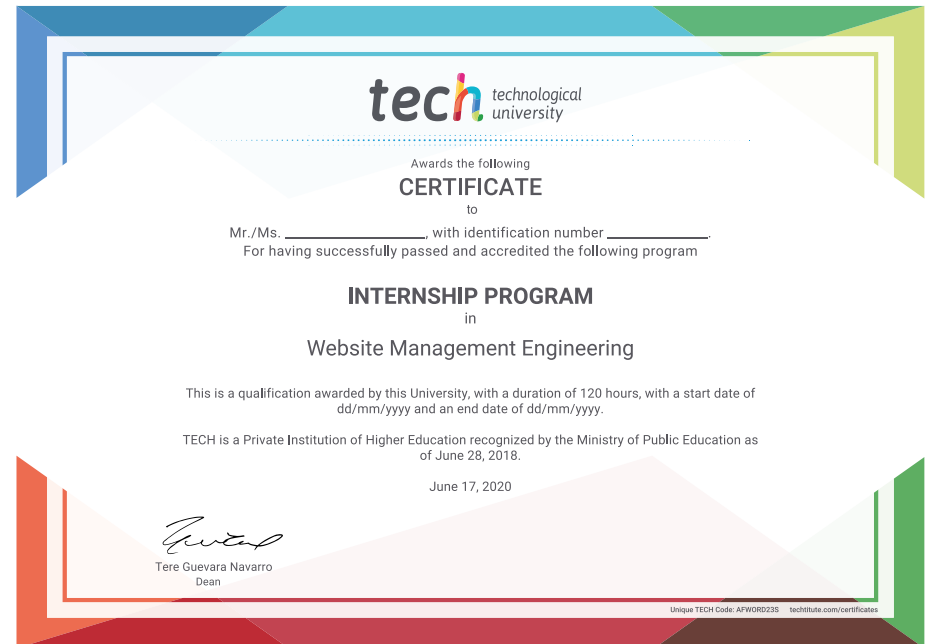 tech technological
university
Awards the following
CERTIFICATE
to
Mr./Ms. ____________________, with identification number ______________.
For having successfully passed and accredited the following program
INTERNSHIP PROGRAM
in
Website Management Engineering
This is a qualification awarded by this University, with a duration of 120 hours, with a start date of
dd/mm/yyyy and an end date of dd/mm/yyyy.
TECH is a Private Institution of Higher Education recognized by the Ministry of Public Education as
of June 28, 2018.
June 17, 2020
Tere Guevara Navarro
Dean
Unique TECH Code: AFWORD23S techtitute.com/certificates